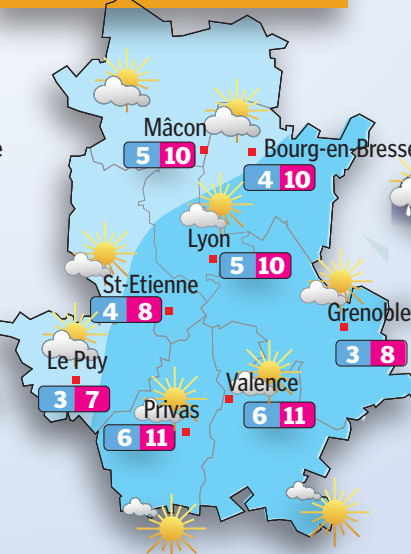 Mâcon
5 10
Bourg-en-Bresse
4 10
Lyon
5 10
St-Etienne
4 8
Grenoble
3 8
Le Puy
3 7
Valence
6 11
Privas
6 11